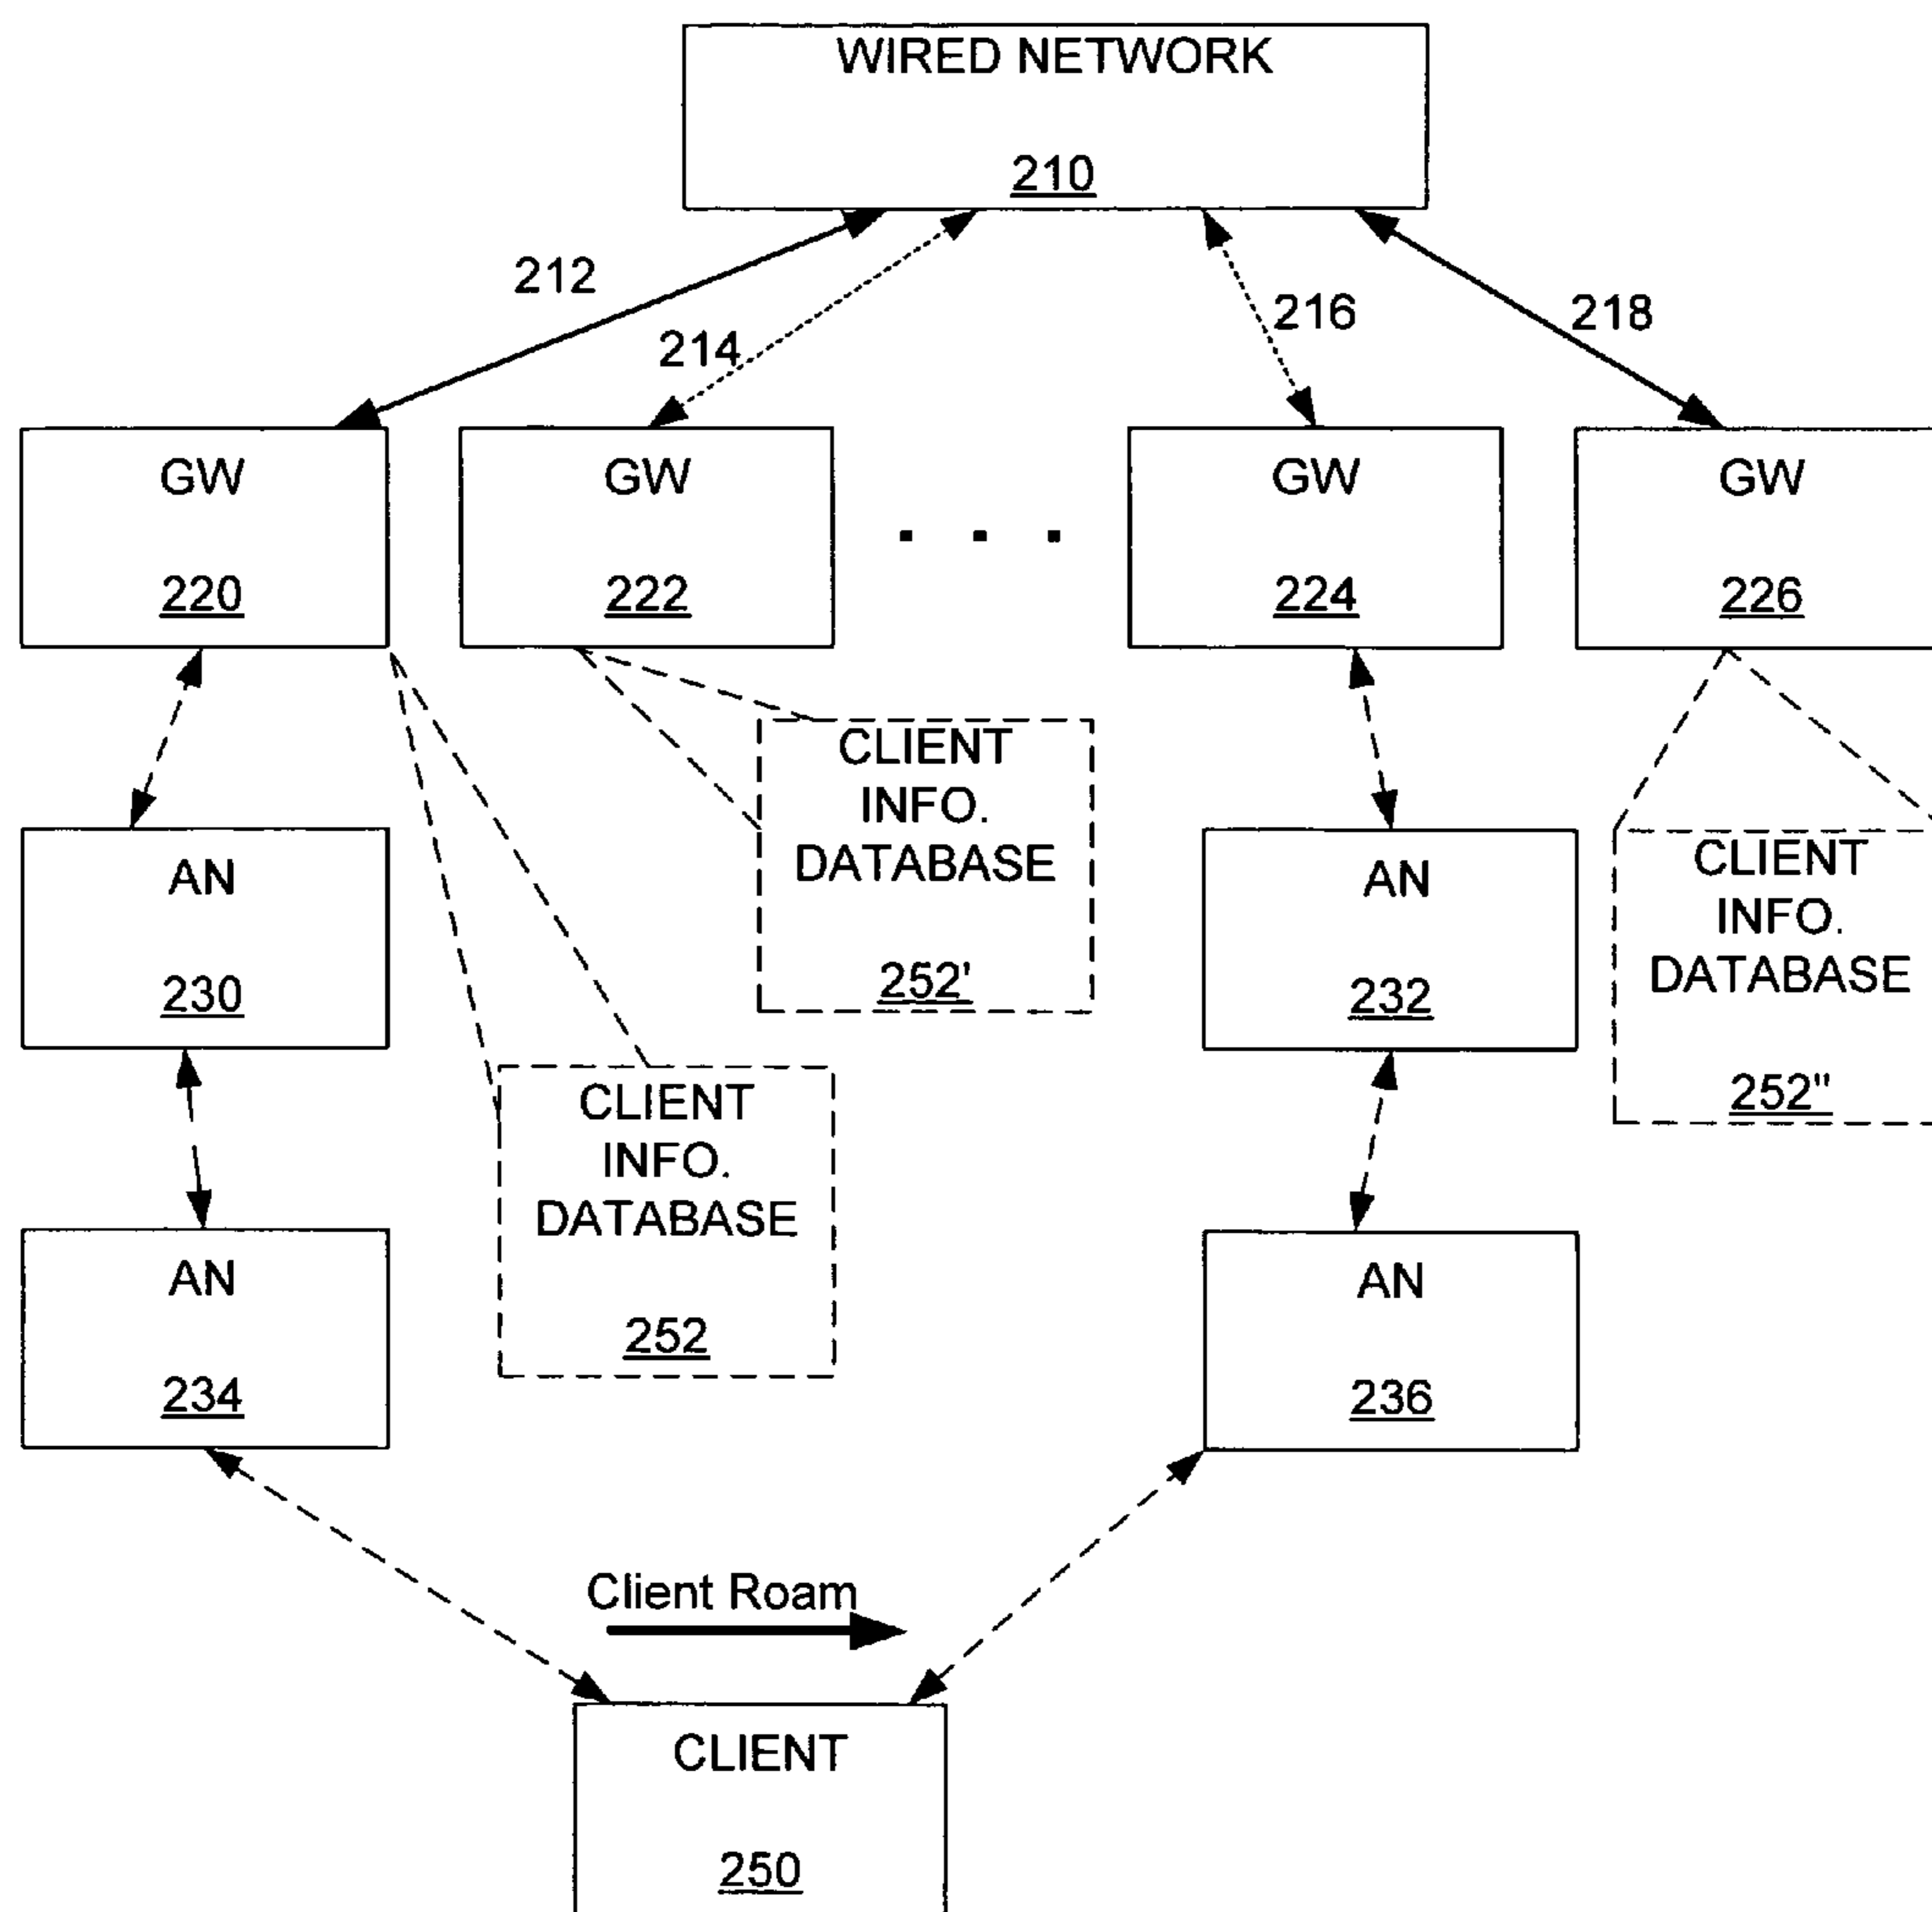 WIRED NETWORK
210
212
214
216
218
GW
220
GW
222
. . .
GW
224
GW
226
CLIENT
INFO.
DATABASE
252'
AN
230
AN
232
CLIENT
INFO.
DATABASE
252"
CLIENT
INFO.
DATABASE
252
AN
234
AN
236
Client Roam
CLIENT
250